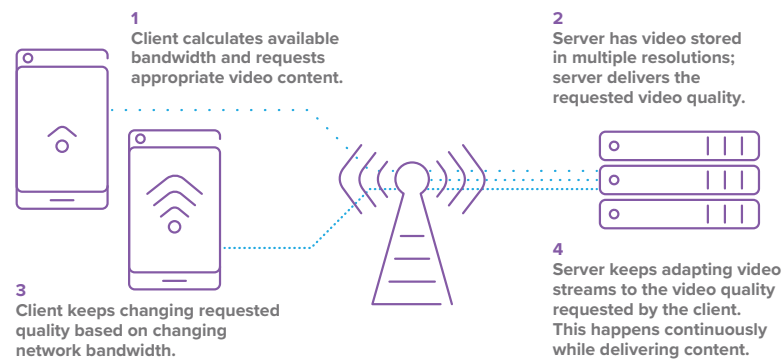 1
Client calculates available
bandwidth and requests
appropriate video content.
2
Server has video stored
in multiple resolutions;
server delivers the
requested video quality.
3
Client keeps changing requested
quality based on changing
network bandwidth.
4
Server keeps adapting video
streams to the video quality
requested by the client.
This happens continuously
while delivering content.